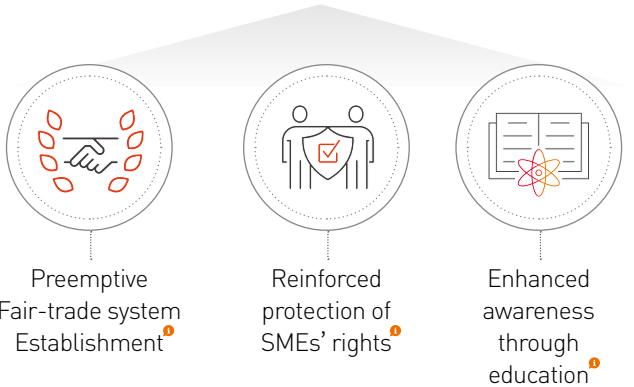 Preemptive
Fair-trade system
Establishment
Reinforced
protection of
SMEs’ rights
Enhanced
awareness
through
education